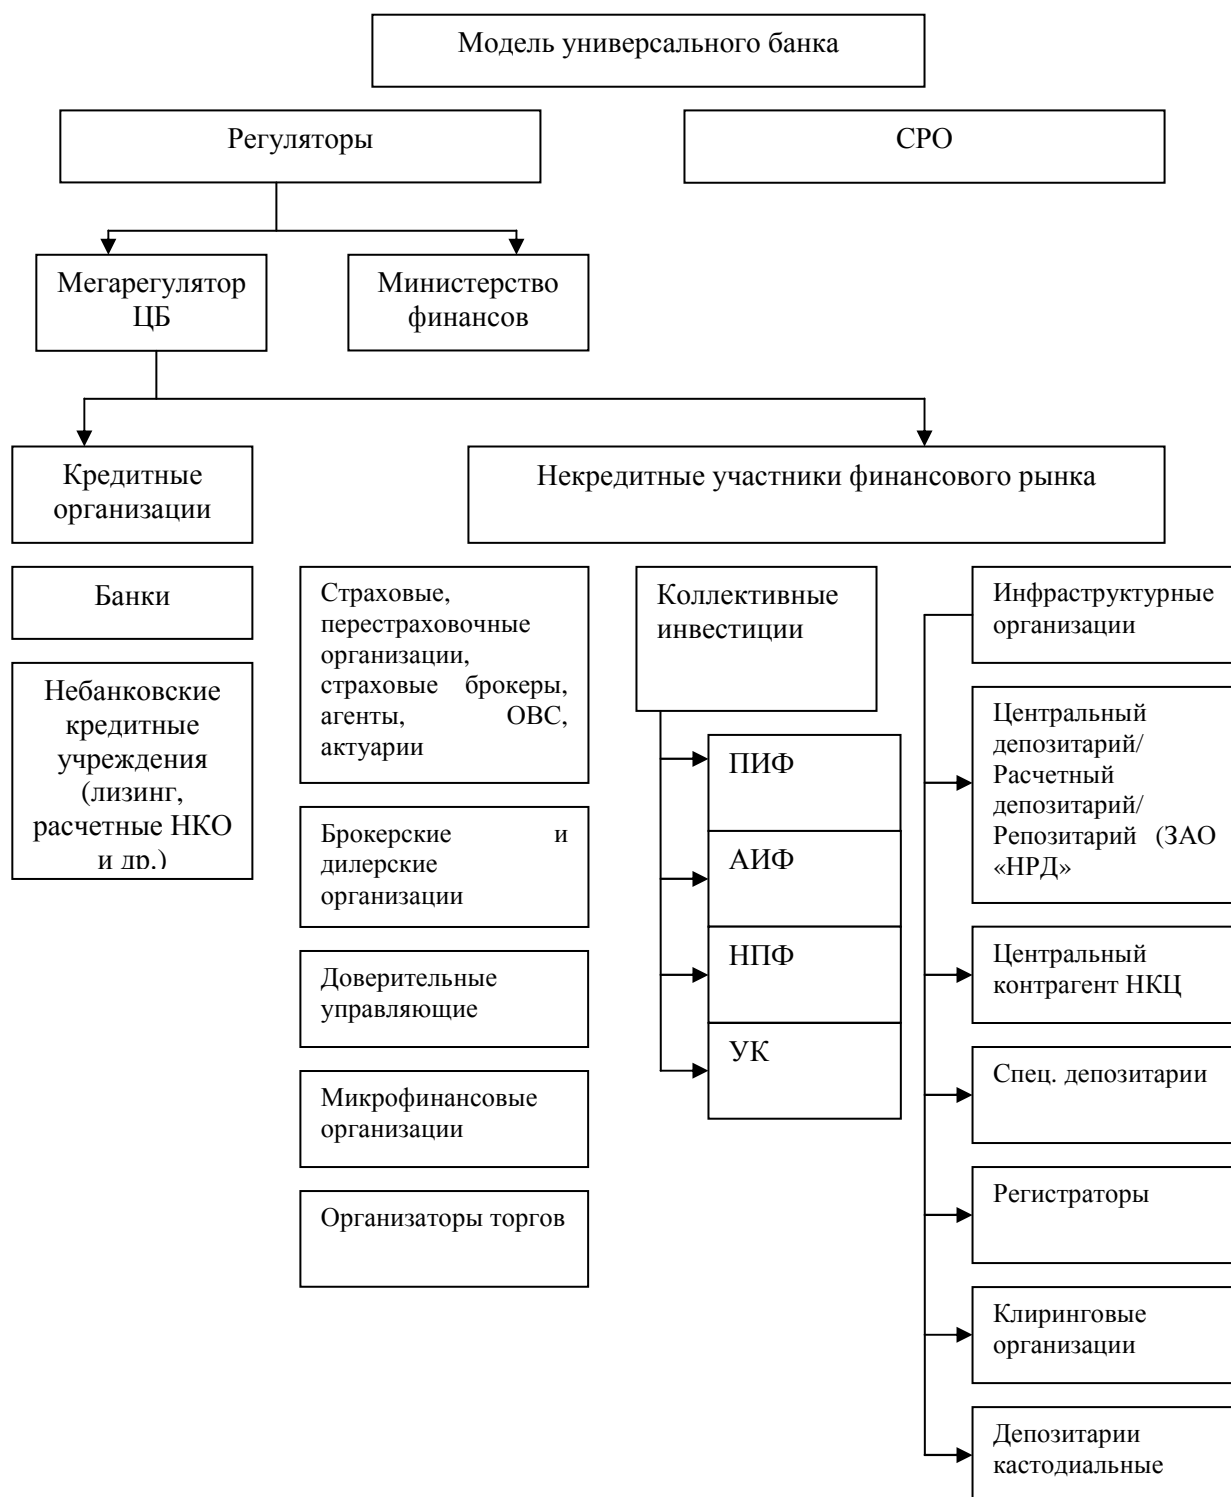 Модель универсального банка
Регуляторы
СРО
Мегарегулятор
ЦБ
Министерство
финансов
Кредитные
организации
Некредитные участники финансового рынка
Банки
Небанковские
кредитные
учреждения
(лизинг,
расчетные НКО
и др.)
Страховые,
перестраховочные
организации,
страховые брокеры,
агенты, ОВС,
актуарии
Брокерские и
дилерские
организации
Доверительные
управляющие
Микрофинансовые
организации
Организаторы торгов
Коллективные
инвестиции
ПИФ
АИФ
НПФ
УК
Инфраструктурные
организации
Центральный
депозитарий/
Расчетный
депозитарий/
Репозитарий (ЗАО
«НРД»
Центральный
контрагент НКЦ
Спец. депозитарии
Регистраторы
Клиринговые
организации
Депозитарии
кастодиальные